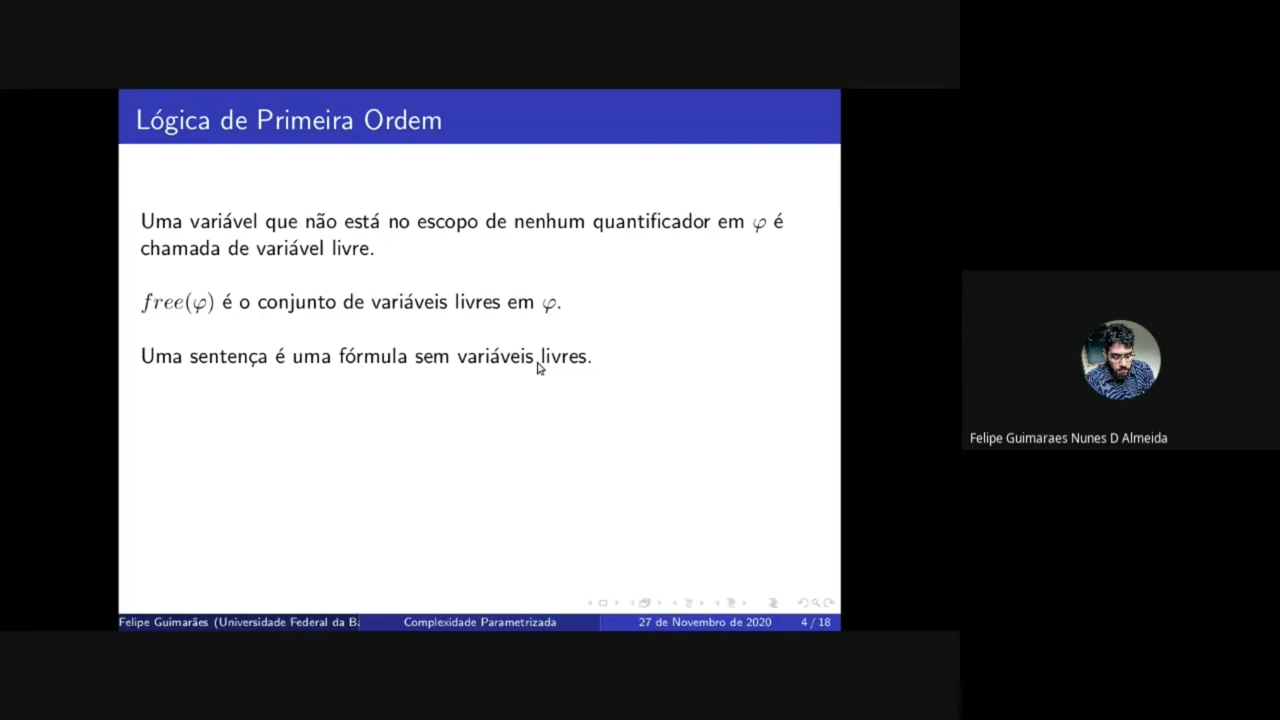 Lógica de Primeira Ordem
Uma variável que não está no escopo de nenhum quantificador em φ é
chamada de variável livre.
free(φ) é o conjunto de variáveis livres em φ.
Uma sentença é uma fórmula sem variáveis livres.
Felipe Guimarães (Universidade Federal da Ba
Complexidade Parametrizada
27 de Novembro de 2020
4 / 18
Felipe Guimaraes Nunes D Almeida